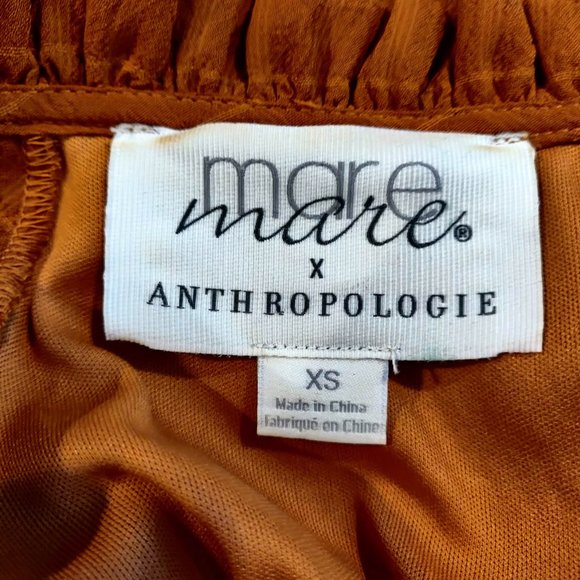 mare
mare®
X
ANTHROPOLOGIE
XS
Made in China
Fabriqué en Chine